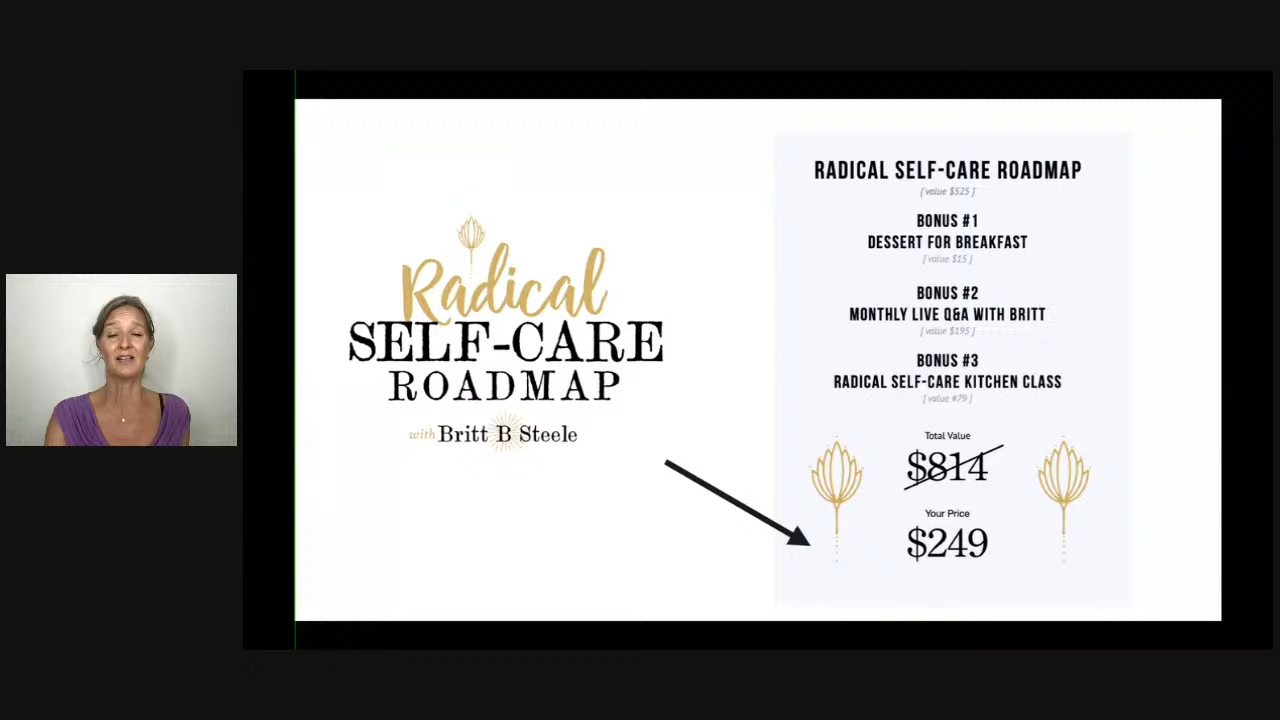 Radical
SELF-CARE
ROADMAP
with Britt B Steele
RADICAL SELF-CARE ROADMAP
[ value $525 ]
BONUS #1
DESSERT FOR BREAKFAST
[ value $15 ]
BONUS #2
MONTHLY LIVE Q&A WITH BRITT
[ value $195 ]
BONUS #3
RADICAL SELF-CARE KITCHEN CLASS
[ value #79 ]
Total Value
$814
Your Price
$249